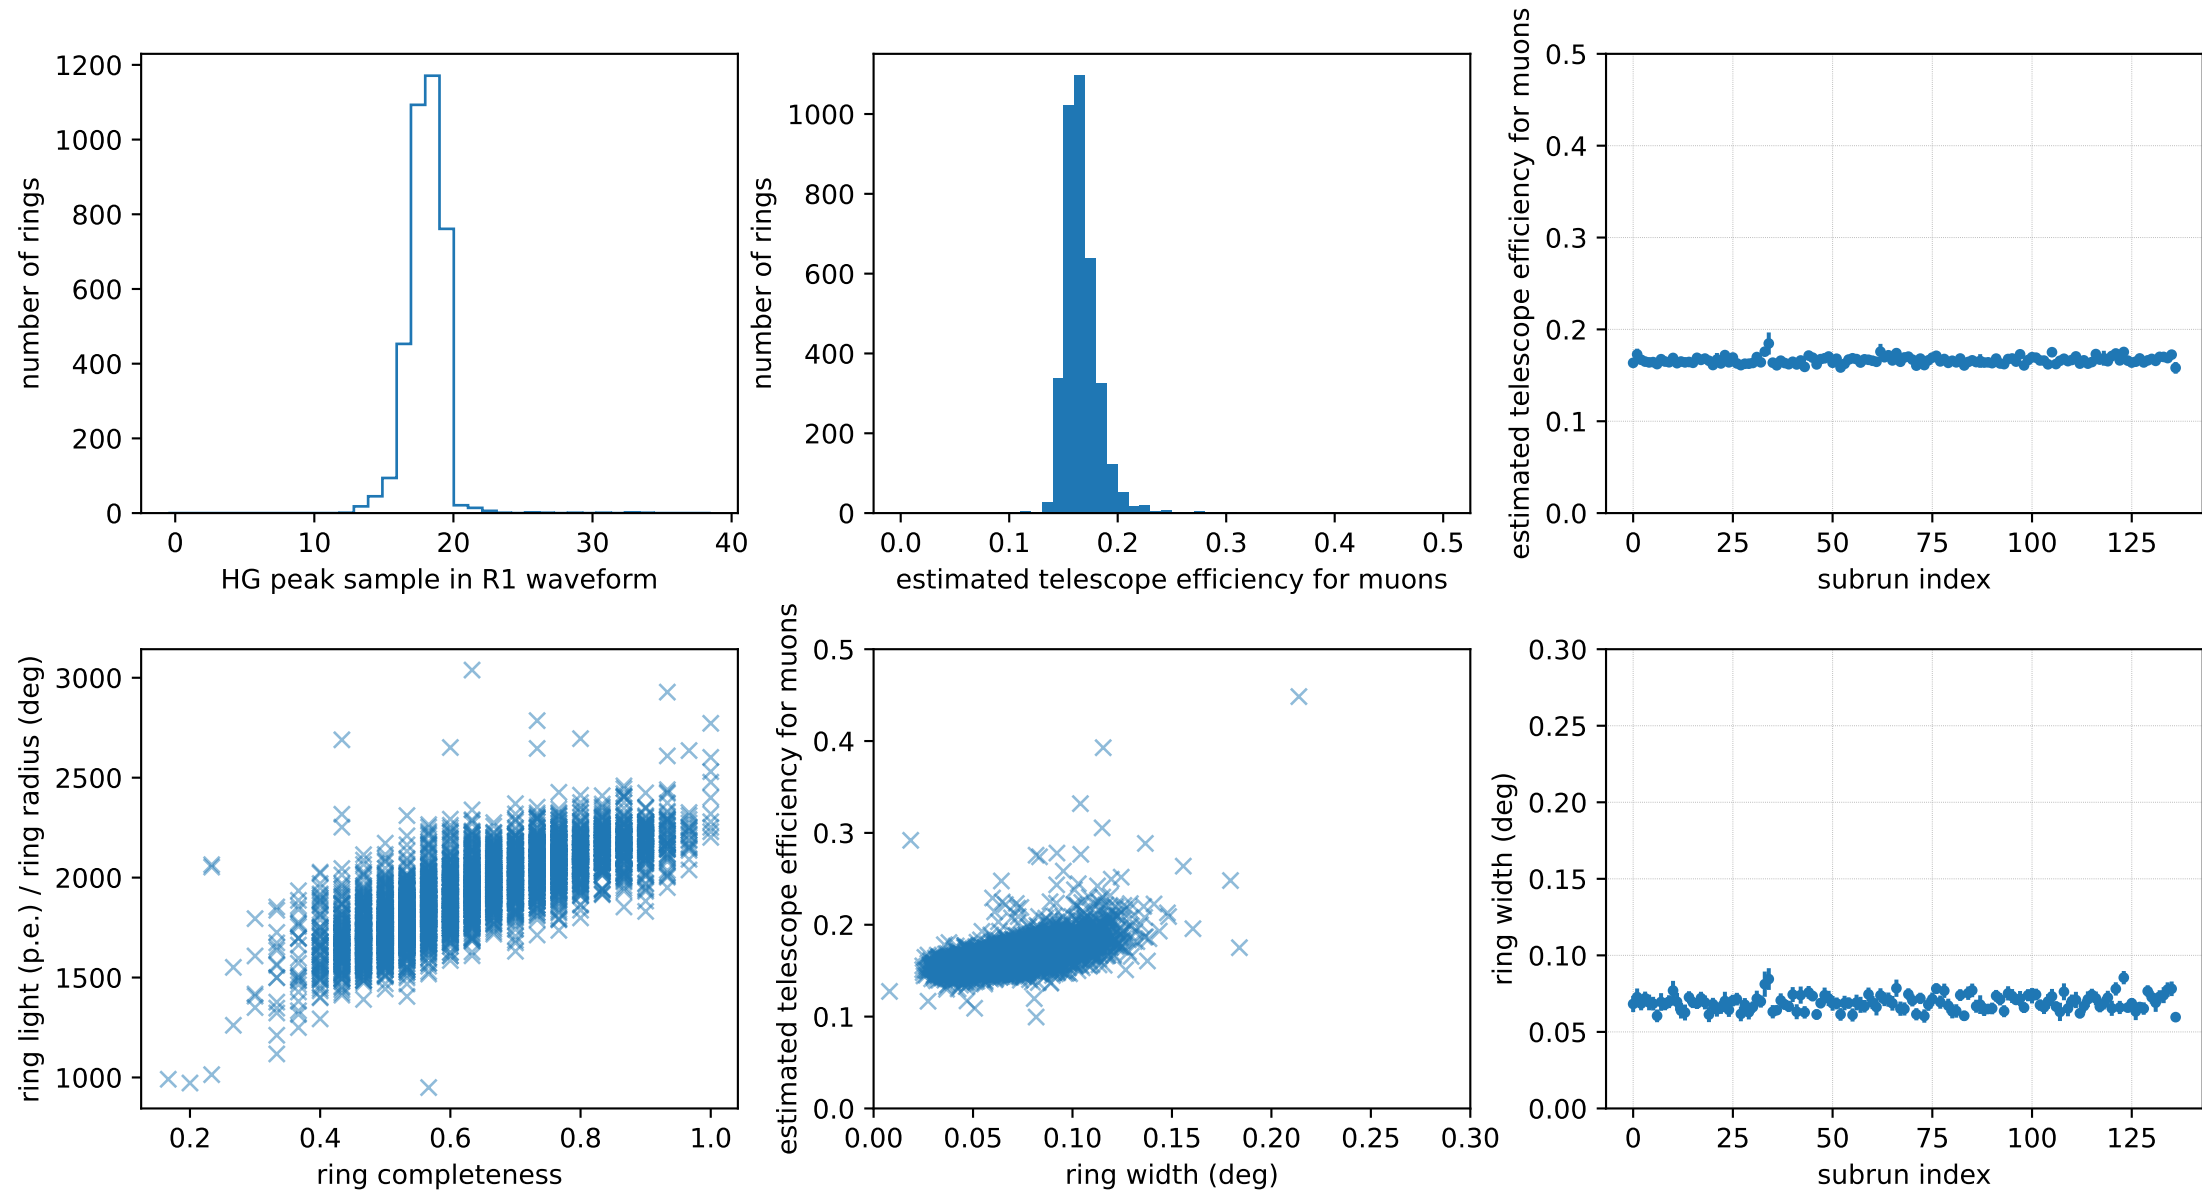 number of rings
1200
1000
800
600
400
200
0
0 10 20 30 40
HG peak sample in R1 waveform
number of rings
1000
800
600
400
200
0
0.0 0.1 0.2 0.3 0.4 0.5
estimated telescope efficiency for muons
estimated telescope efficiency for muons
0.5
0.4
0.3
0.2
0.1
0.0
0 25 50 75 100 125
subrun index
ring light (p.e.) / ring radius (deg)
3000
2500
2000
1500
1000
0.2 0.4 0.6 0.8 1.0
ring completeness
estimated telescope efficiency for muons
0.5
0.4
0.3
0.2
0.1
0.0
0.00 0.05 0.10 0.15 0.20 0.25 0.30
ring width (deg)
ring width (deg)
0.30
0.25
0.20
0.15
0.10
0.05
0.00
0 25 50 75 100 125
subrun index